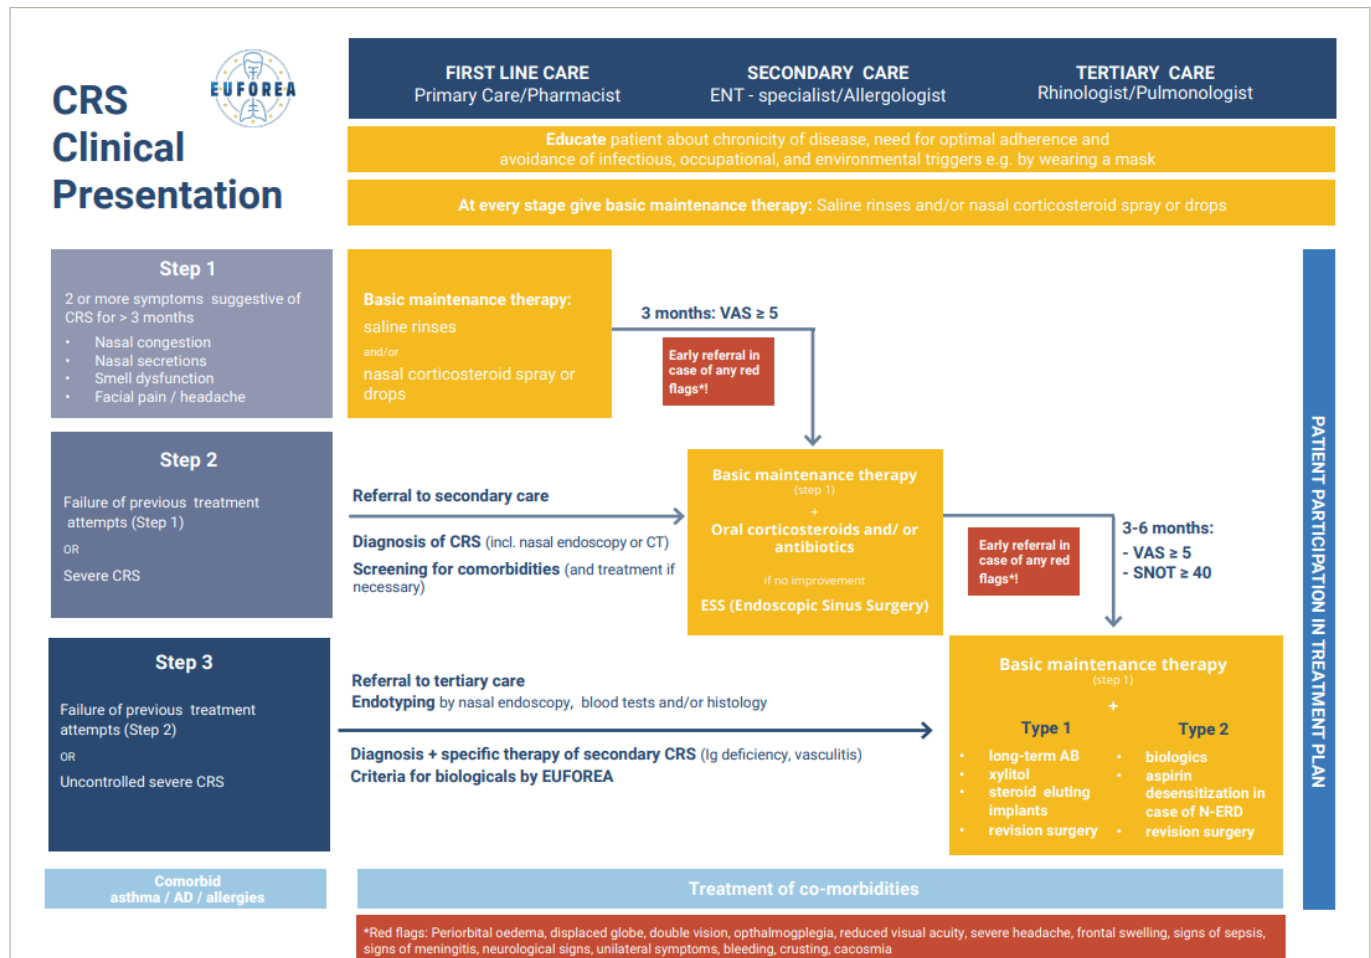 CRS
Clinical
Presentation
EUFOREA
FIRST LINE CARE
Primary Care/Pharmacist
SECONDARY CARE
ENT - specialist/Allergologist
TERTIARY CARE
Rhinologist/Pulmonologist
Educate patient about chronicity of disease, need for optimal adherence and
avoidance of infectious, occupational, and environmental triggers e.g. by wearing a mask
At every stage give basic maintenance therapy: Saline rinses and/or nasal corticosteroid spray or drops
Step 1
2 or more symptoms suggestive of
CRS for > 3 months
• Nasal congestion
• Nasal secretions
• Smell dysfunction
• Facial pain / headache
Basic maintenance therapy:
saline rinses
and/or
nasal corticosteroid spray or
drops
3 months: VAS ≥ 5
Early referral in
case of any red
flags*!
Step 2
Failure of previous treatment
attempts (Step 1)
OR
Severe CRS
Referral to secondary care
Diagnosis of CRS (incl. nasal endoscopy or CT)
Screening for comorbidities (and treatment if
necessary)
Basic maintenance therapy
(step 1)
+
Oral corticosteroids and/ or
antibiotics
if no improvement
ESS (Endoscopic Sinus Surgery)
Early referral in
case of any red
flags*!
3-6 months:
- VAS ≥ 5
- SNOT ≥ 40
Step 3
Failure of previous treatment
attempts (Step 2)
OR
Uncontrolled severe CRS
Referral to tertiary care
Endotyping by nasal endoscopy, blood tests and/or histology
Diagnosis + specific therapy of secondary CRS (Ig deficiency, vasculitis)
Criteria for biologicals by EUFOREA
Basic maintenance therapy
(step 1)
+
Type 1
• long-term AB
• xylitol
• steroid eluting
implants
• revision surgery
Type 2
• biologics
• aspirin
desensitization in
case of N-ERD
• revision surgery
PATIENT PARTICIPATION IN TREATMENT PLAN
Comorbid
asthma / AD / allergies
Treatment of co-morbidities
*Red flags: Periorbital oedema, displaced globe, double vision, opthalmogplegia, reduced visual acuity, severe headache, frontal swelling, signs of sepsis,
signs of meningitis, neurological signs, unilateral symptoms, bleeding, crusting, cacosmia